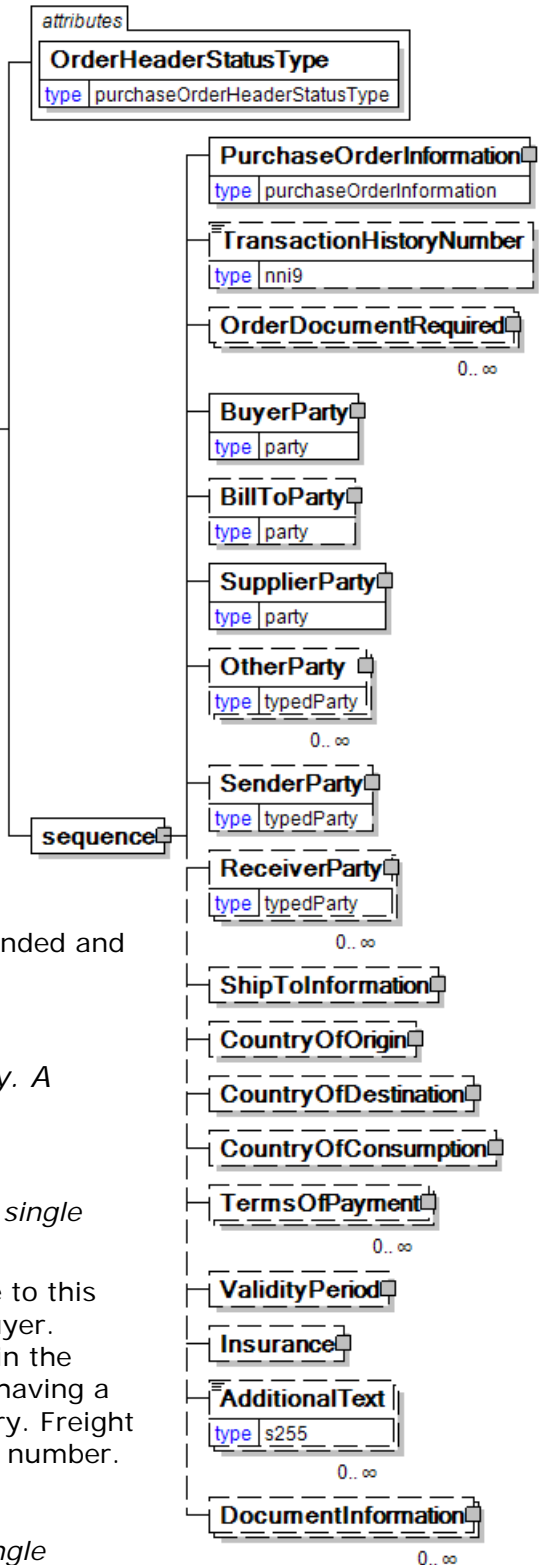 attributes
OrderHeaderStatusType
type purchaseOrderHeaderStatusType
PurchaseOrderInformation
type purchaseOrderInformation
TransactionHistoryNumber
type nni9
OrderDocumentRequired
0.. ∞
BuyerParty
type party
BillToParty
type party
SupplierParty
type party
OtherParty
type typedParty
0.. ∞
SenderParty
type typedParty
sequence
ReceiverParty
type typedParty
0.. ∞
nded and
ShipToInformation
CountryOfOrigin
y. A
CountryOfDestination
CountryOfConsumption
single
TermsOfPayment
0.. ∞
e to this
ValidityPeriod
yer.
in the
Insurance
having a
AdditionalText
ry. Freight
type s255
number.
0.. ∞
DocumentInformation
ngle
0.. ∞